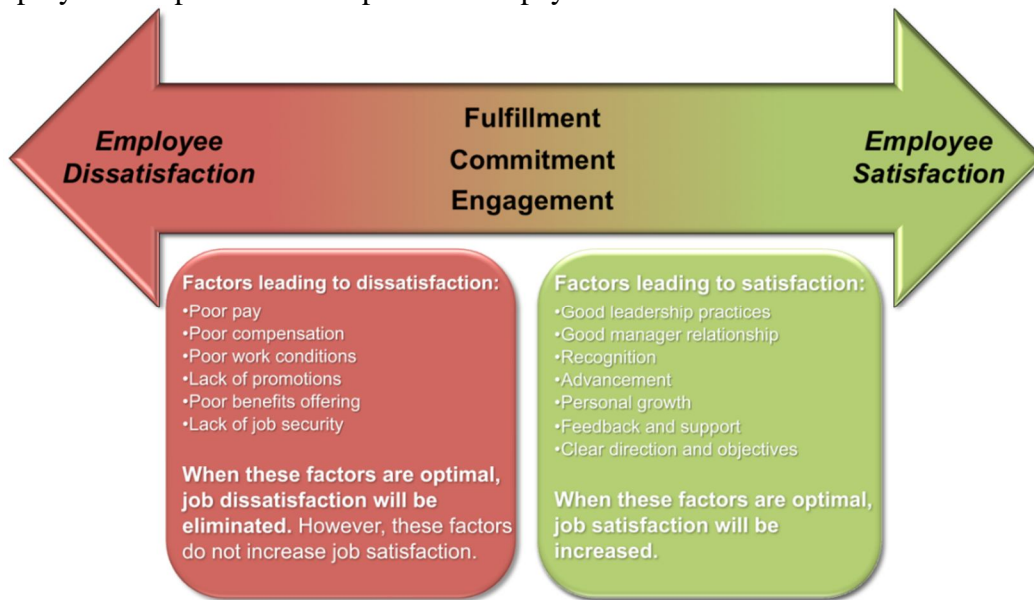 Employee
Dissatisfaction
Fulfillment
Commitment
Engagement
Employee
Satisfaction
Factors leading to dissatisfaction:
•Poor pay
•Poor compensation
•Poor work conditions
•Lack of promotions
•Poor benefits offering
•Lack of job security
When these factors are optimal,
job dissatisfaction will be
eliminated. However, these factors
do not increase job satisfaction.
Factors leading to satisfaction:
•Good leadership practices
•Good manager relationship
•Recognition
•Advancement
•Personal growth
•Feedback and support
•Clear direction and objectives
When these factors are optimal,
job satisfaction will be
increased.